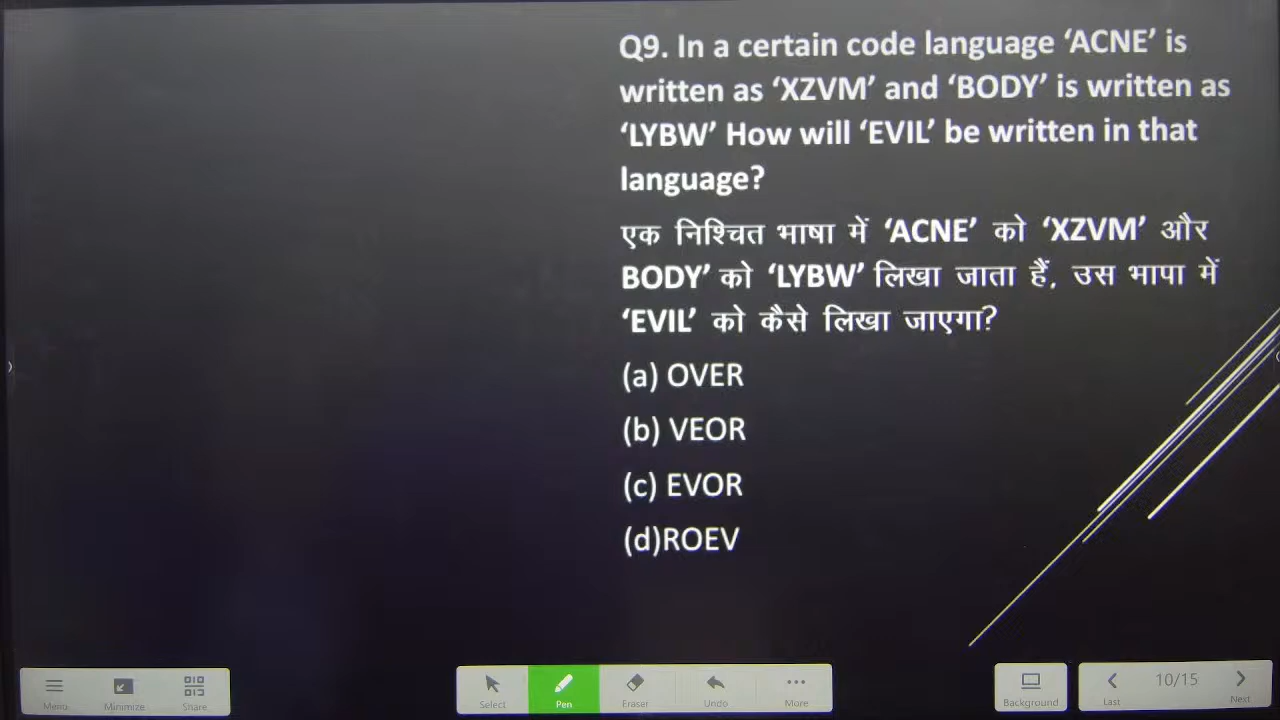 Q9. In a certain code language ‘ACNE’ is
written as ‘XZVM’ and ‘BODY’ is written as
‘LYBW’ How will ‘EVIL’ be written in that
language?
एक निश्चित भाषा में ‘ACNE’ को ‘XZVM’ और
BODY’ को ‘LYBW’ लिखा जाता हैं, उस भापा में
‘EVIL’ को कैसे लिखा जाएगा?
(a) OVER
(b) VEOR
(c) EVOR
(d)ROEV
Menu
Minimize
Share
Select
Pen
Eraser
Undo
More
Background
Last
10/15
Next